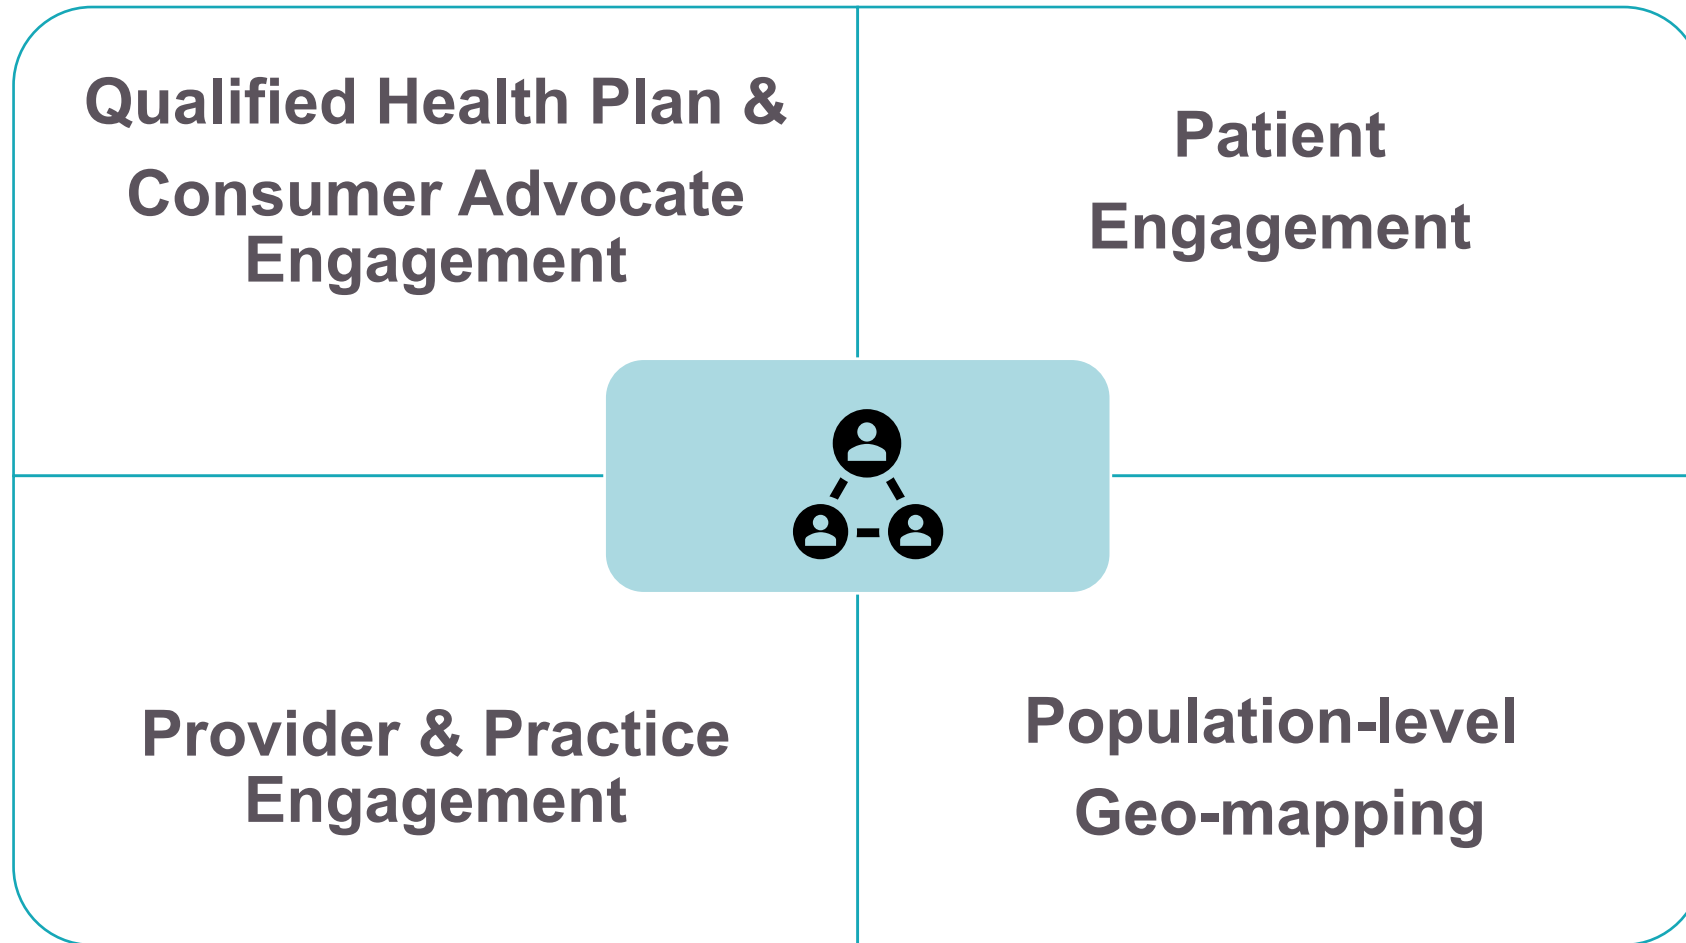 Qualified Health Plan &
Consumer Advocate
Engagement
Patient
Engagement
Provider & Practice
Engagement
Population-level
Geo-mapping